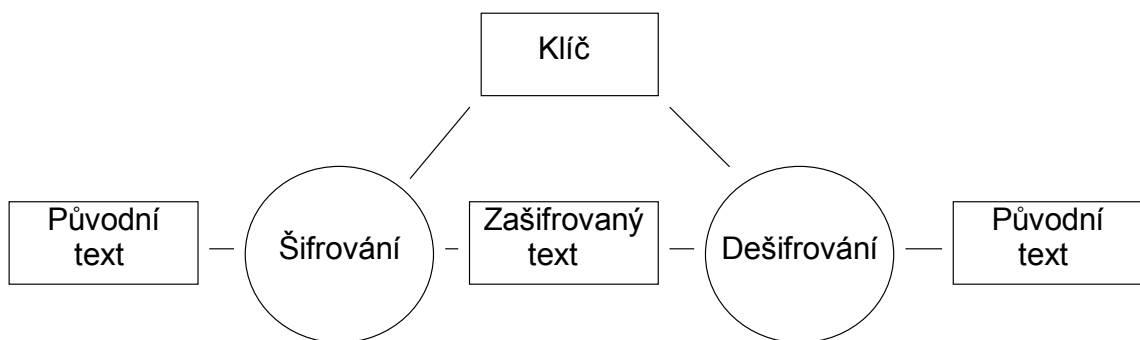 Klíč
Původní
text
Šifrování
Zašifrovaný
text
Dešifrování
Původní
text